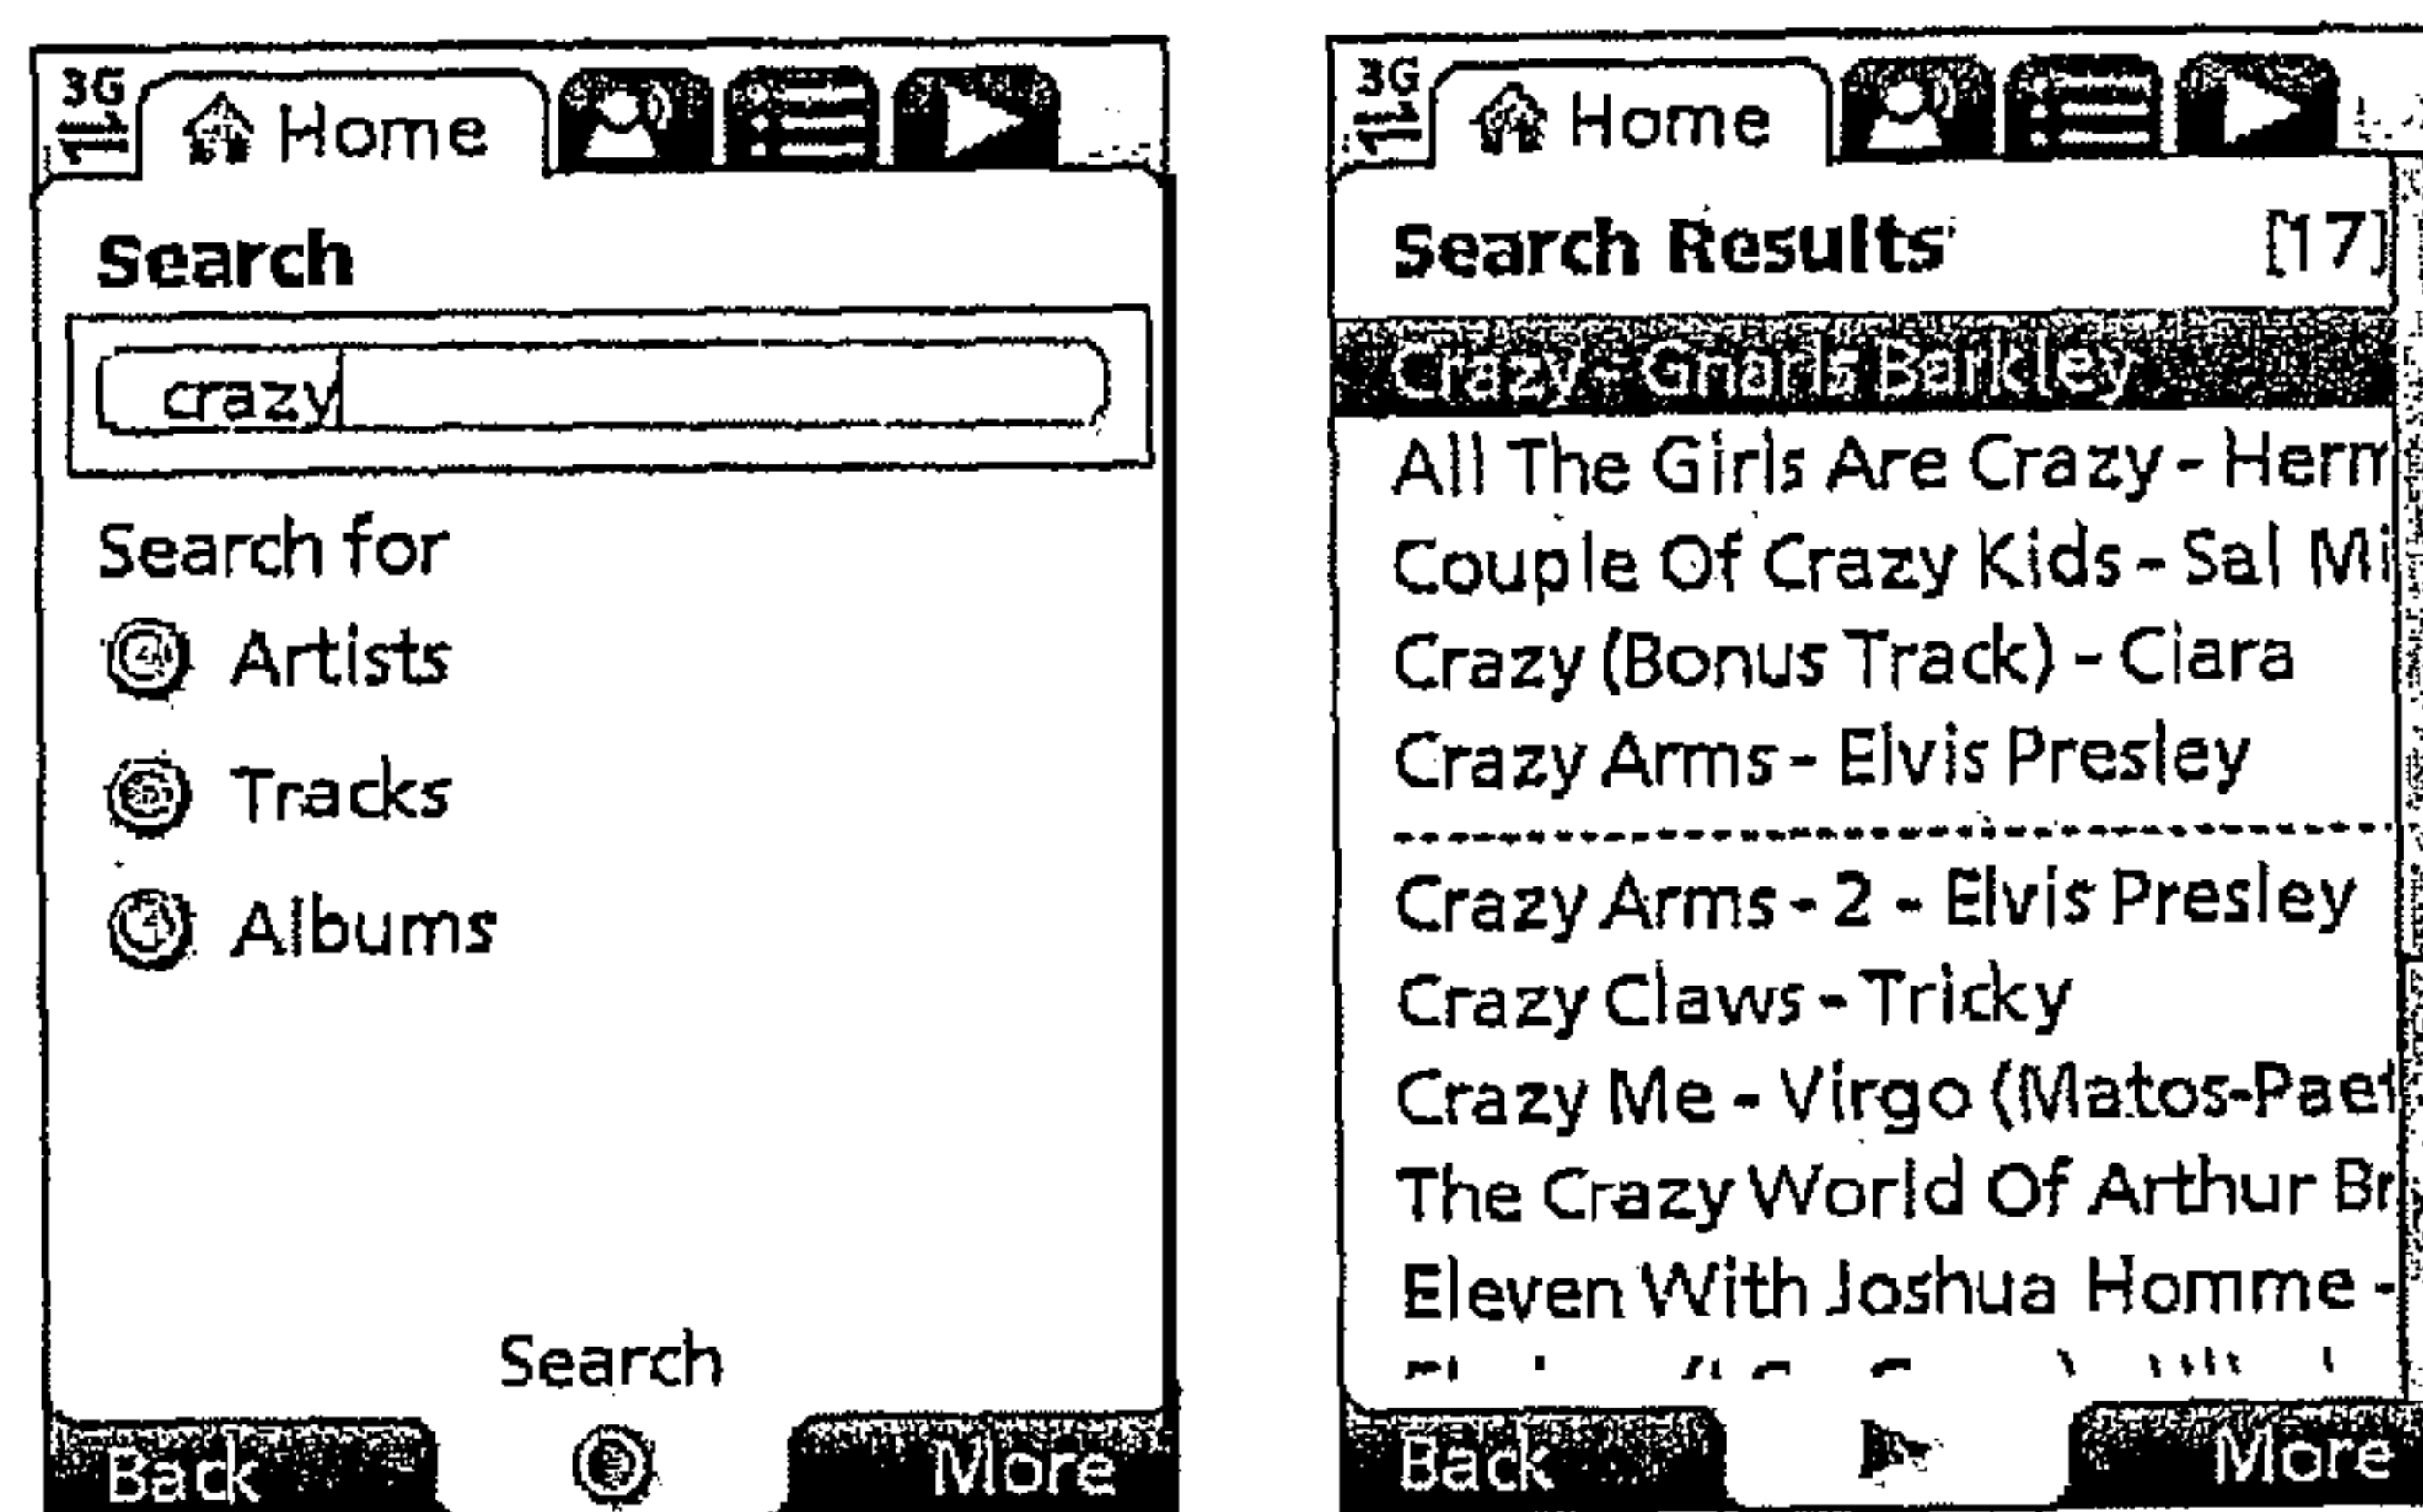 3G
Home
Search
crazy
Search for
Artists
Tracks
Albums
Search
Back
More
3G
Home
Search Results [17]
Crazy - Gnarls Barkley
All The Girls Are Crazy - Herm
Couple Of Crazy Kids - Sal Mi
Crazy (Bonus Track) - Ciara
Crazy Arms - Elvis Presley
Crazy Arms - 2 - Elvis Presley
Crazy Claws - Tricky
Crazy Me - Virgo (Matos-Paet
The Crazy World Of Arthur Br
Eleven With Joshua Homme -
Back
More